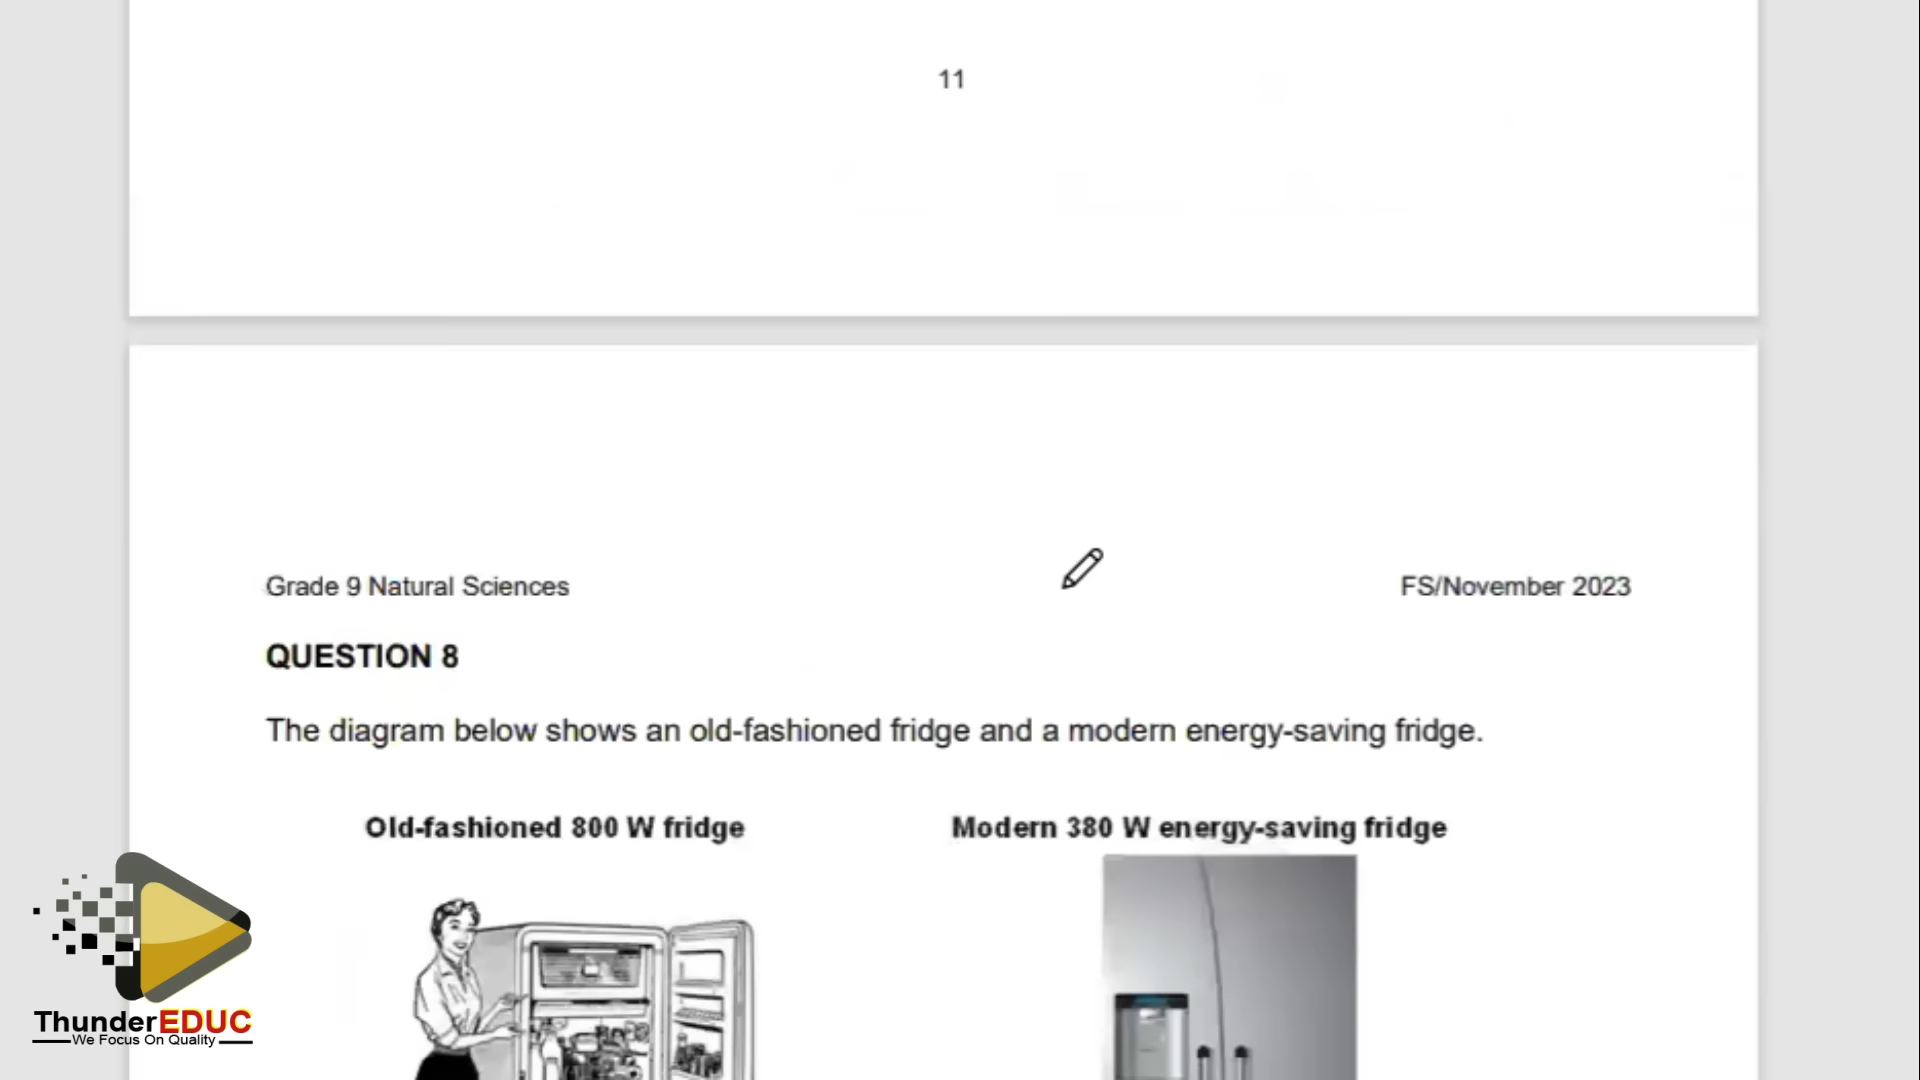 11
Grade 9 Natural Sciences FS/November 2023
QUESTION 8
The diagram below shows an old-fashioned fridge and a modern energy-saving fridge.
Old-fashioned 800 W fridge Modern 380 W energy-saving fridge
ThunderEDUC
We Focus On Quality